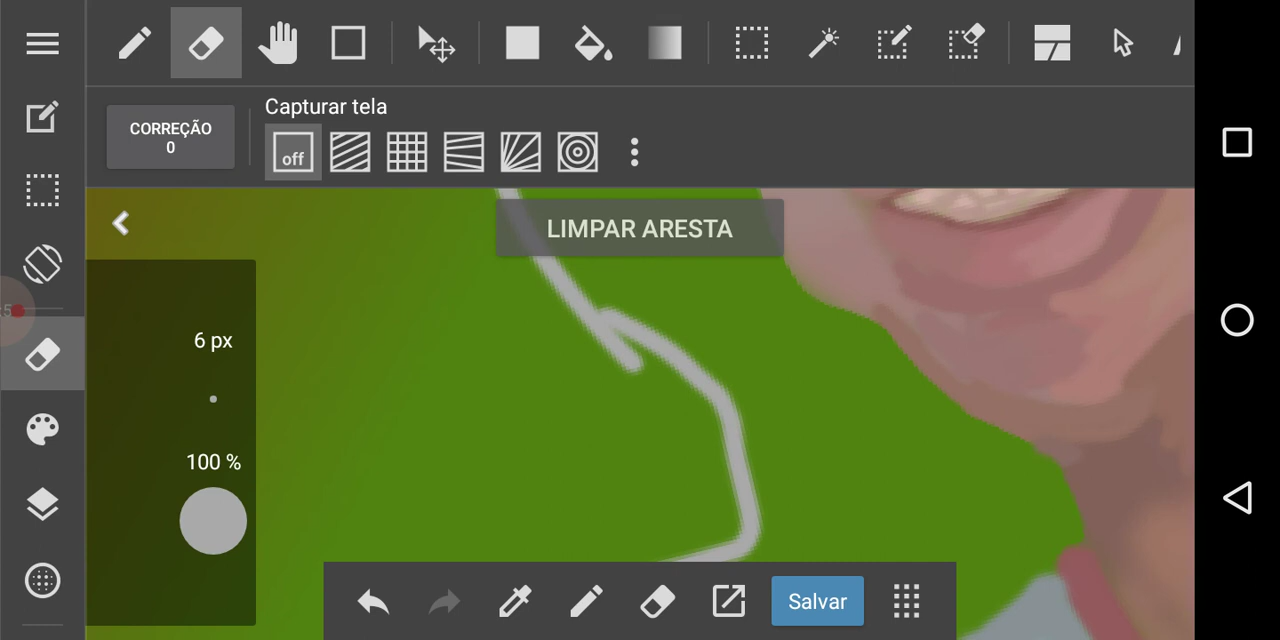 Capturar tela
CORREÇÃO
0
off
LIMPAR ARESTA
6 px
100 %
Salvar